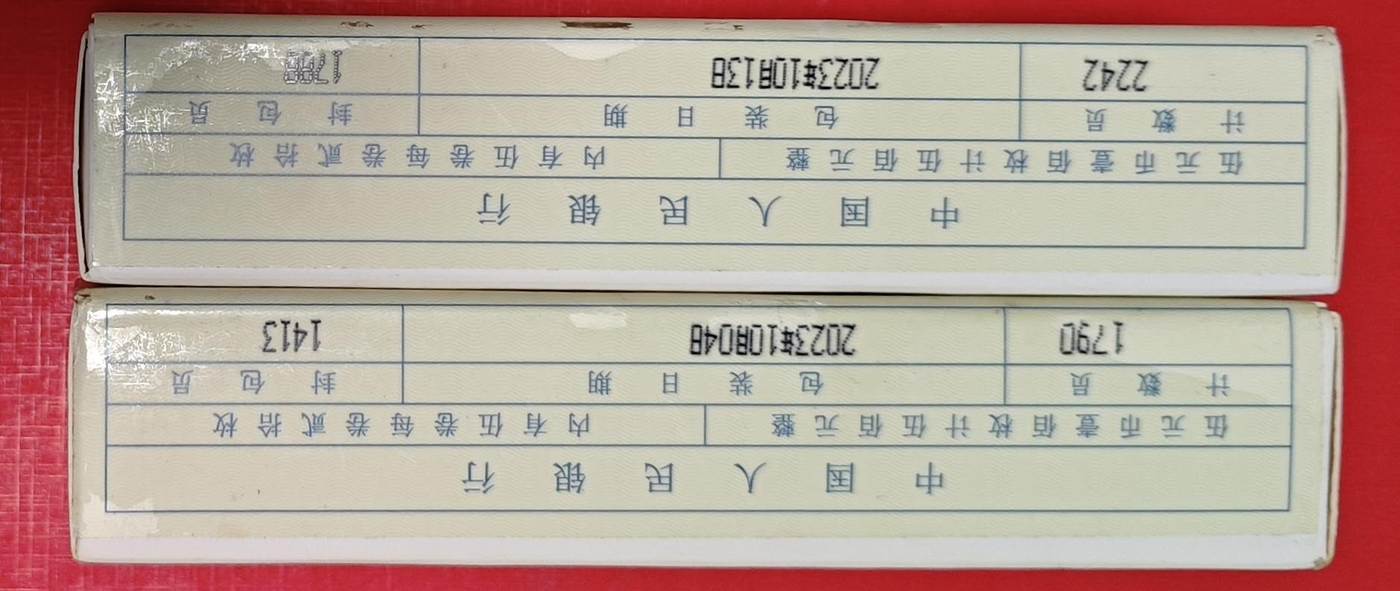 中国人民银行
伍元币壹佰枚计伍佰元整 内有伍卷每卷贰拾枚
计数员 包装日期 封包员
1790 2023年10月04日 1413
中国人民银行
伍元币壹佰枚计伍佰元整 内有伍卷每卷贰拾枚
计数员 包装日期 封包员
2242 2023年10月13日